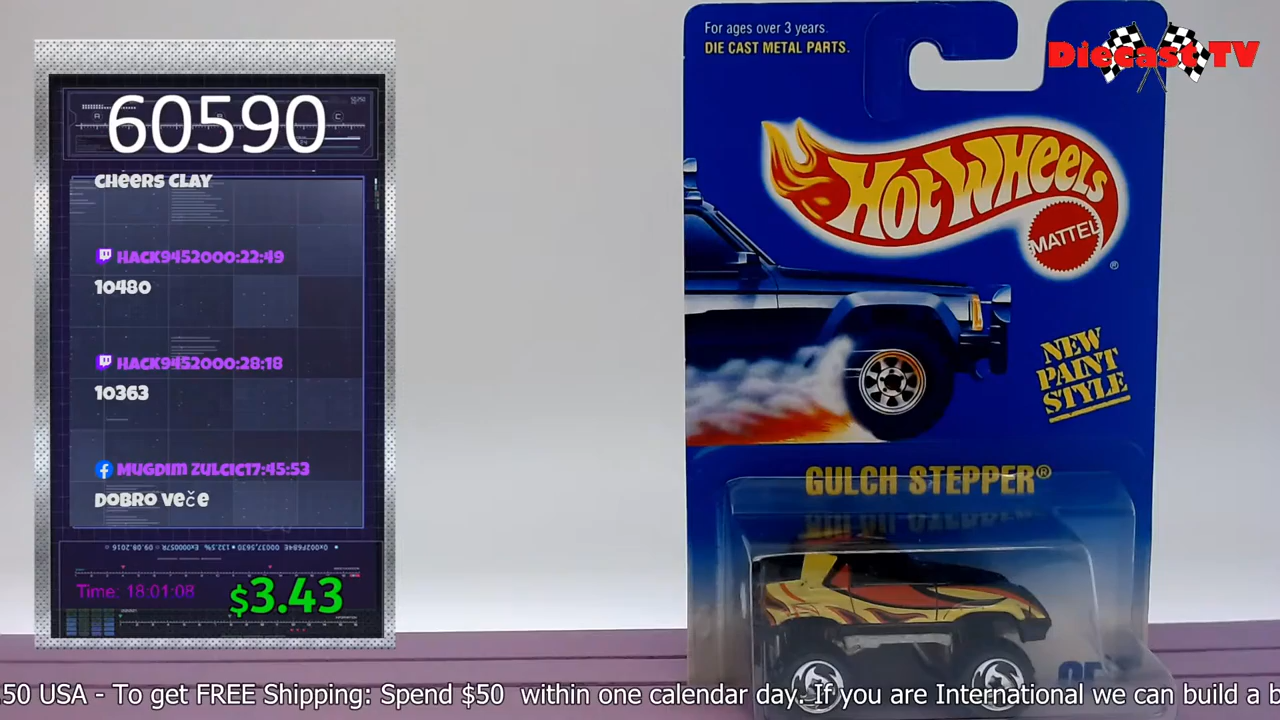 For ages over 3 years.
DIE CAST METAL PARTS.
Diecast TV
60590
CHEERS CLAY
HOT WHEELS
MATTEL
®
HACK9452000:22:49
10480
NEW
PAINT
STYLE
HACK9452000:28:18
10363
MUGDIM ZULCIC17:45:53
DOBRO VEČE
GULCH STEPPER®
Time: 18:01:08
$3.43
.50 USA - To get FREE Shipping: Spend $50 within one calendar day. If you are International we can build a b